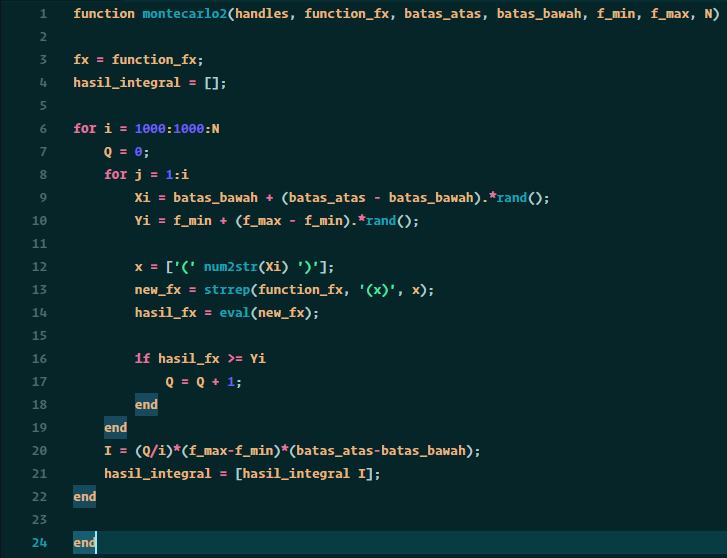 1 function montecarlo2(handles, function_fx, batas_atas, batas_bawah, f_min, f_max, N)
2
3 fx = function_fx;
4 hasil_integral = [];
5
6 for i = 1000:1000:N
7 Q = 0;
8 for j = 1:i
9 Xi = batas_bawah + (batas_atas - batas_bawah).*rand();
10 Yi = f_min + (f_max - f_min).*rand();
11
12 x = ['(' num2str(Xi) ')'];
13 new_fx = strrep(function_fx, '(x)', x);
14 hasil_fx = eval(new_fx);
15
16 if hasil_fx >= Yi
17 Q = Q + 1;
18 end
19 end
20 I = (Q/i)*(f_max-f_min)*(batas_atas-batas_bawah);
21 hasil_integral = [hasil_integral I];
22 end
23
24 end